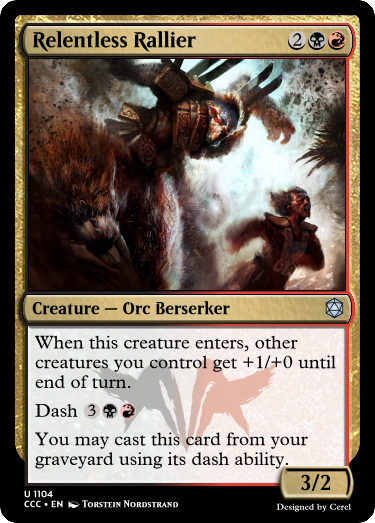 Relentless Rallier 2
Creature — Orc Berserker
When this creature enters, other
creatures you control get +1/+0 until
end of turn.
Dash 3
You may cast this card from your
graveyard using its dash ability.
3/2
U 1104
CCC • EN Torstein Nordstrand
Designed by Cerel